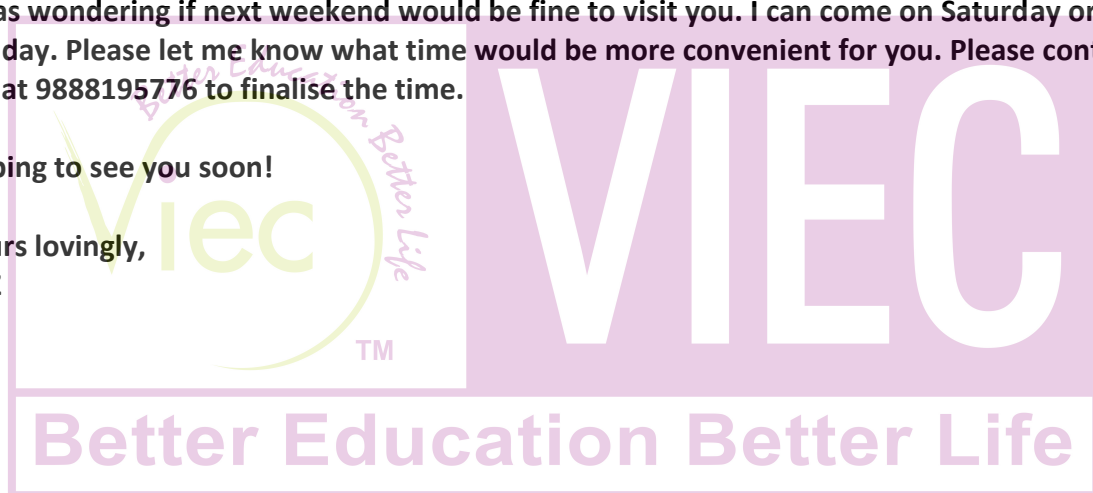 as wondering if next weekend would be fine to visit you. I can come on Saturday or
day. Please let me know what time would be more convenient for you. Please cont
at 9888195776 to finalise the time.
ping to see you soon!
urs lovingly,
Better Education Better Life
Viec
TM
VIEC
Better Education Better Life